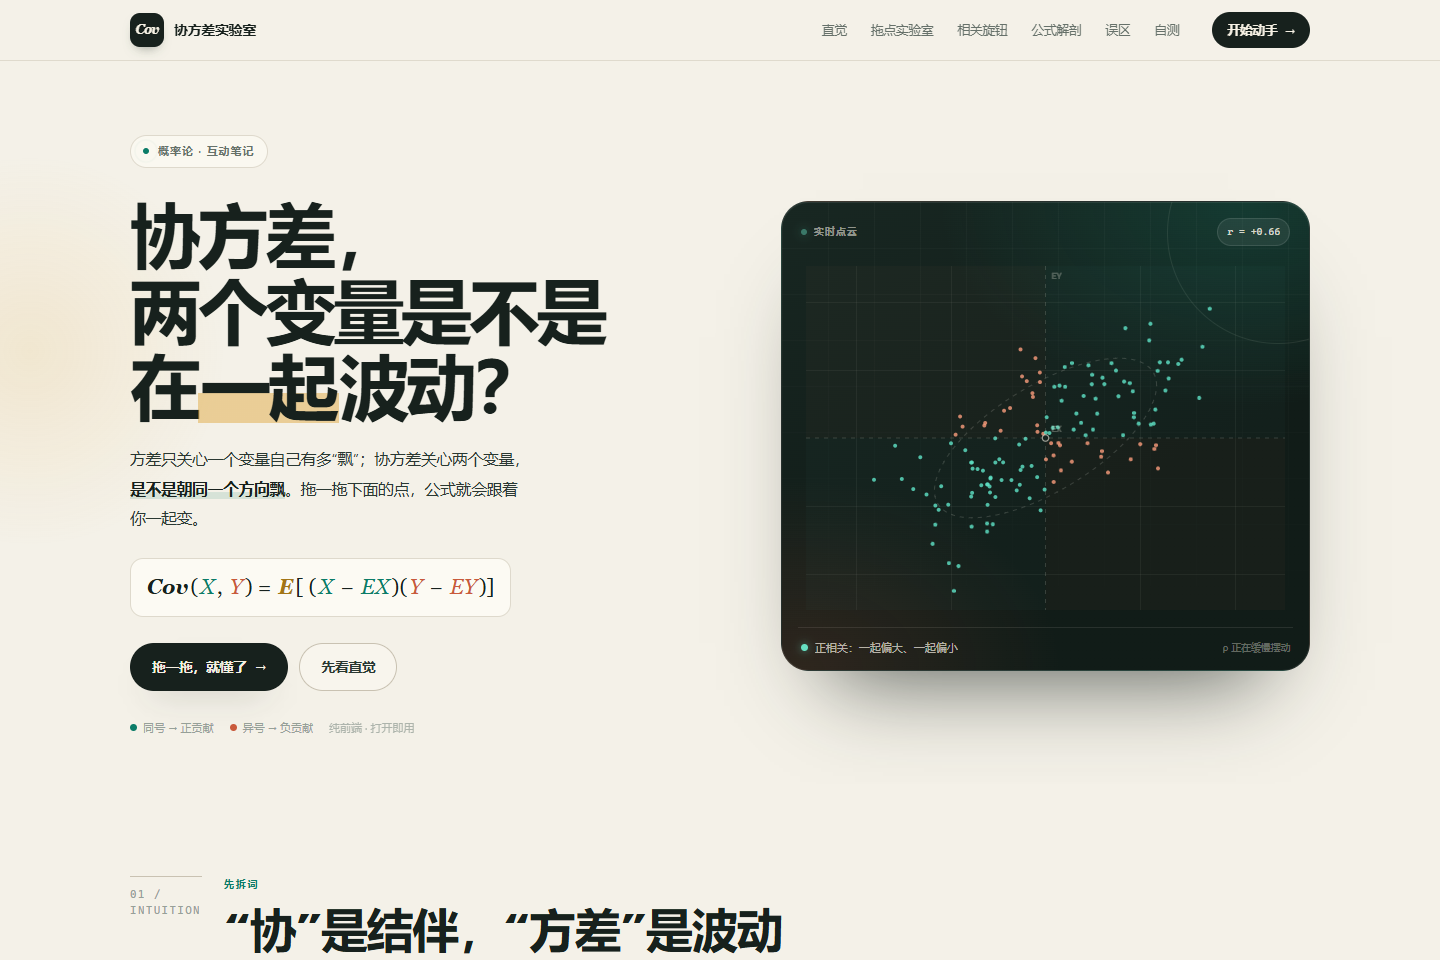 Cov 协方差实验室
直觉 拖点实验室 相关旋钮 公式解剖 误区 自测 开始动手 →
概率论 · 互动笔记
协方差，
两个变量是不是
在一起波动？
方差只关心一个变量自己有多“飘”；协方差关心两个变量，
是不是朝同一个方向飘。拖一拖下面的点，公式就会跟着
你一起变。
Cov(X, Y) = E[ (X − EX)(Y − EY)]
拖一拖，就懂了 →
先看直觉
同号 → 正贡献 异号 → 负贡献 纯前端 · 打开即用
实时点云
r = +0.66
EY
EX
正相关：一起偏大、一起偏小
ρ 正在缓慢摆动
01 /
INTUITION
先拆词
“协”是结伴，“方差”是波动